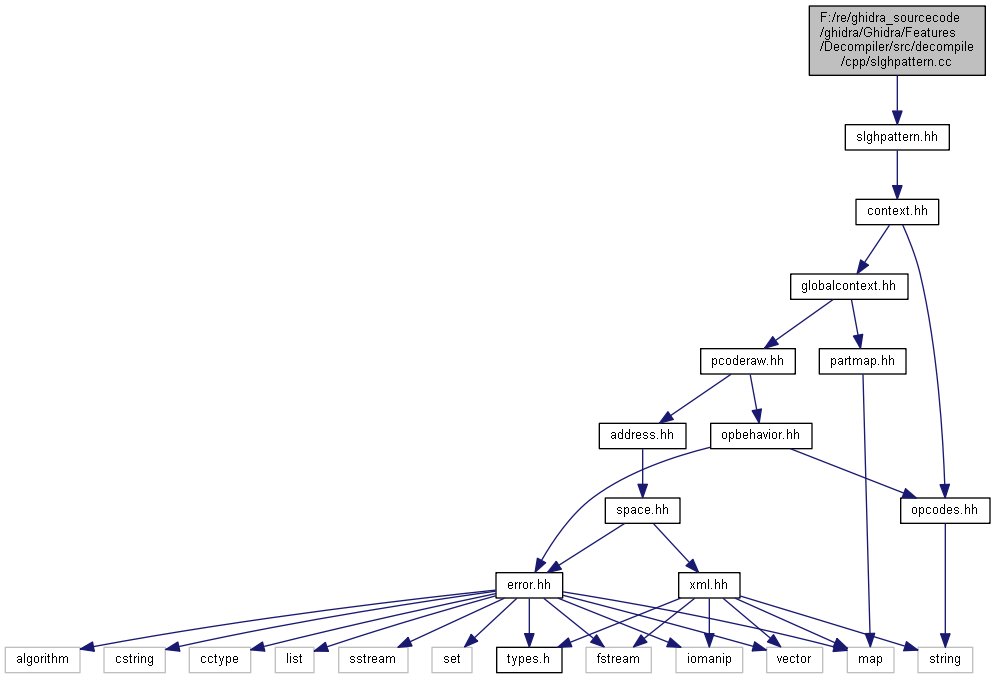 F:/re/ghidra_sourcecode
/ghidra/Ghidra/Features
/Decompiler/src/decompile
/cpp/slghpattern.cc
slghpattern.hh
context.hh
globalcontext.hh
pcoderaw.hh
partmap.hh
address.hh
opbehavior.hh
space.hh
opcodes.hh
error.hh
xml.hh
algorithm
cstring
cctype
list
sstream
set
types.h
fstream
iomanip
vector
map
string